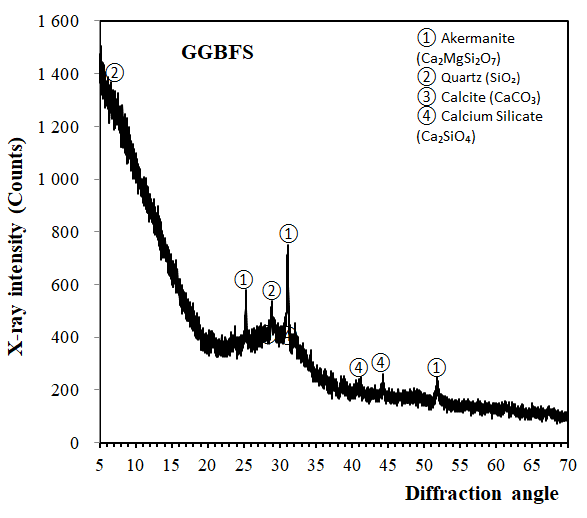 GGBFS
① Akermanite
(Ca₂MgSi₂O₇)
② Quartz (SiO₂)
③ Calcite (CaCO₃)
④ Calcium Silicate
(Ca₂SiO₄)
X-ray intensity (Counts)
1 600
1 400
1 200
1 000
800
600
400
200
0
②
①
②
①
④
④
①
5 10 15 20 25 30 35 40 45 50 55 60 65 70
Diffraction angle